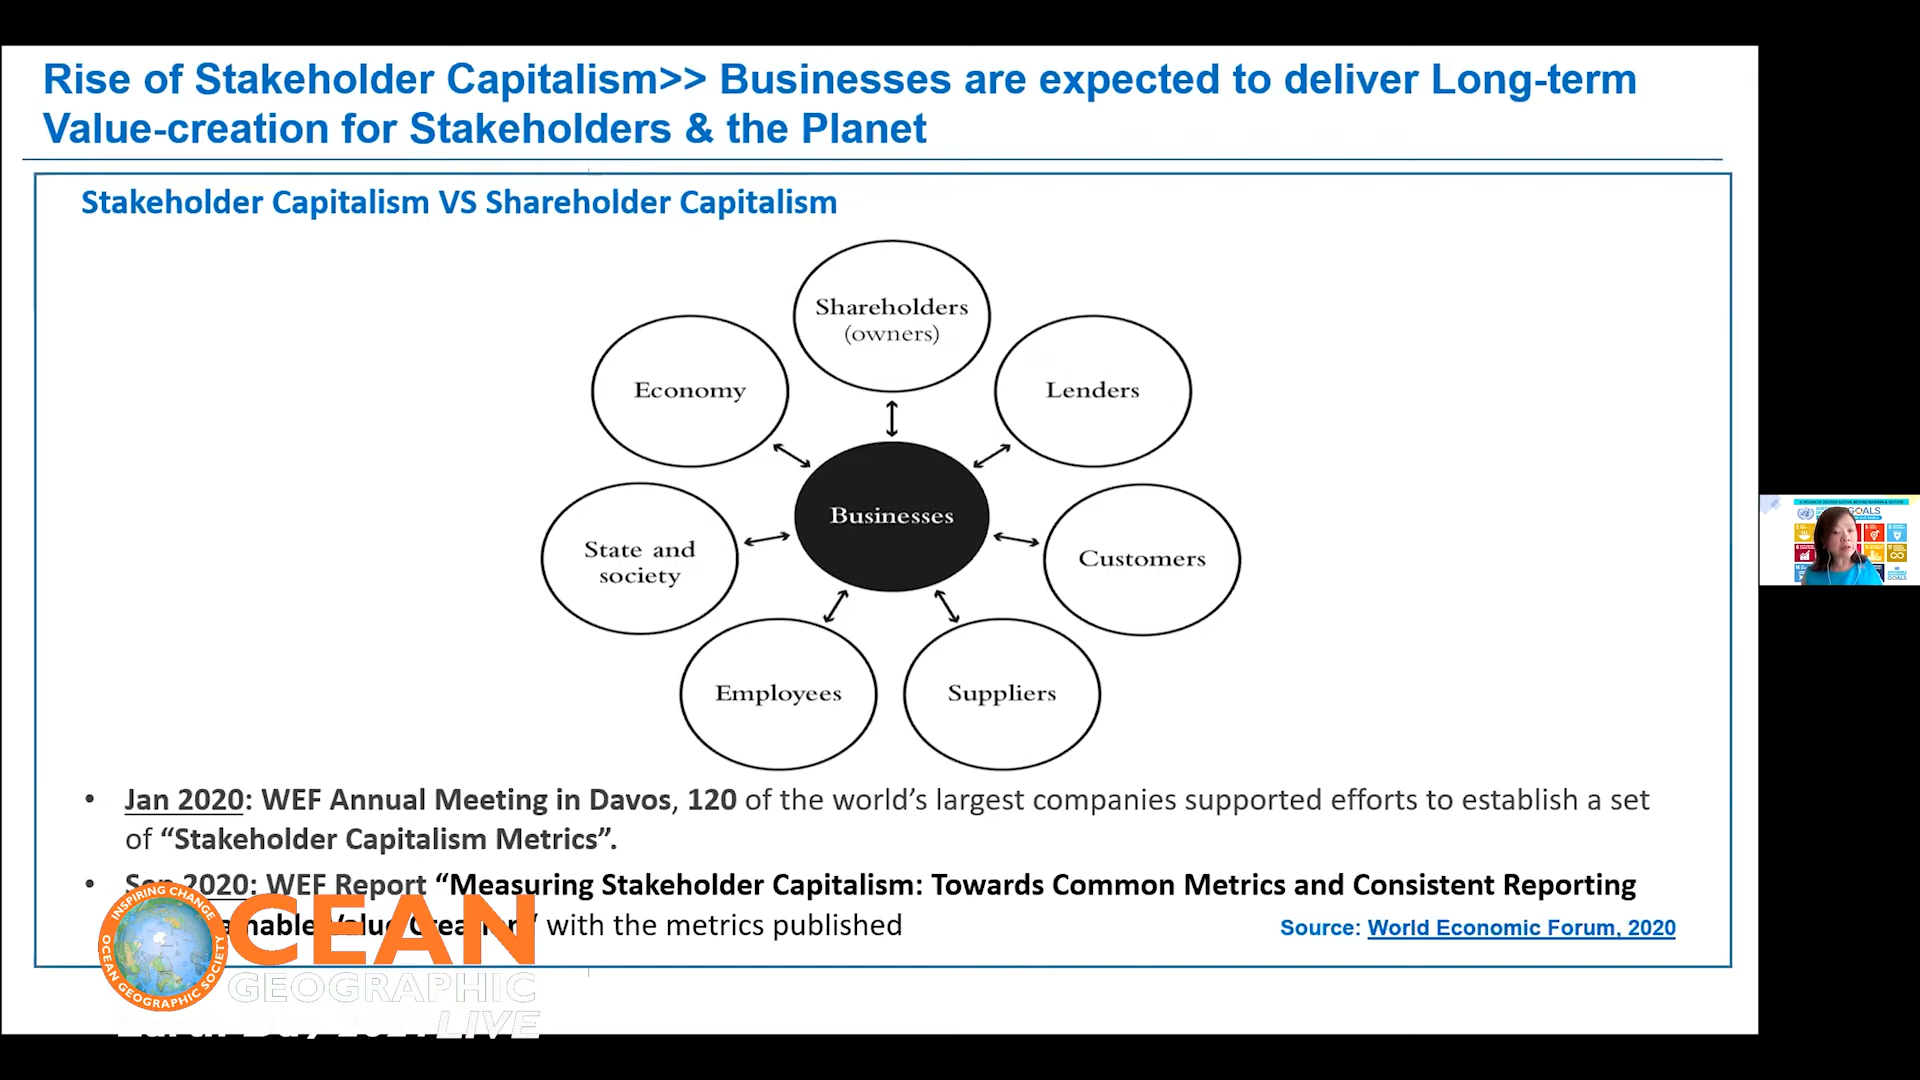 Rise of Stakeholder Capitalism>> Businesses are expected to deliver Long-term
Value-creation for Stakeholders & the Planet
Stakeholder Capitalism VS Shareholder Capitalism
Shareholders
(owners)
Economy
Lenders
Businesses
State and
society
Customers
Employees
Suppliers
• Jan 2020: WEF Annual Meeting in Davos, 120 of the world’s largest companies supported efforts to establish a set
of “Stakeholder Capitalism Metrics”.
• Sep 2020: WEF Report “Measuring Stakeholder Capitalism: Towards Common Metrics and Consistent Reporting
Value Creation” with the metrics published
Source: World Economic Forum, 2020
INSPIRING CHANGE
OCEAN GEOGRAPHIC SOCIETY
OCEAN
GEOGRAPHIC
Earth Day 2021 LIVE
GOALS